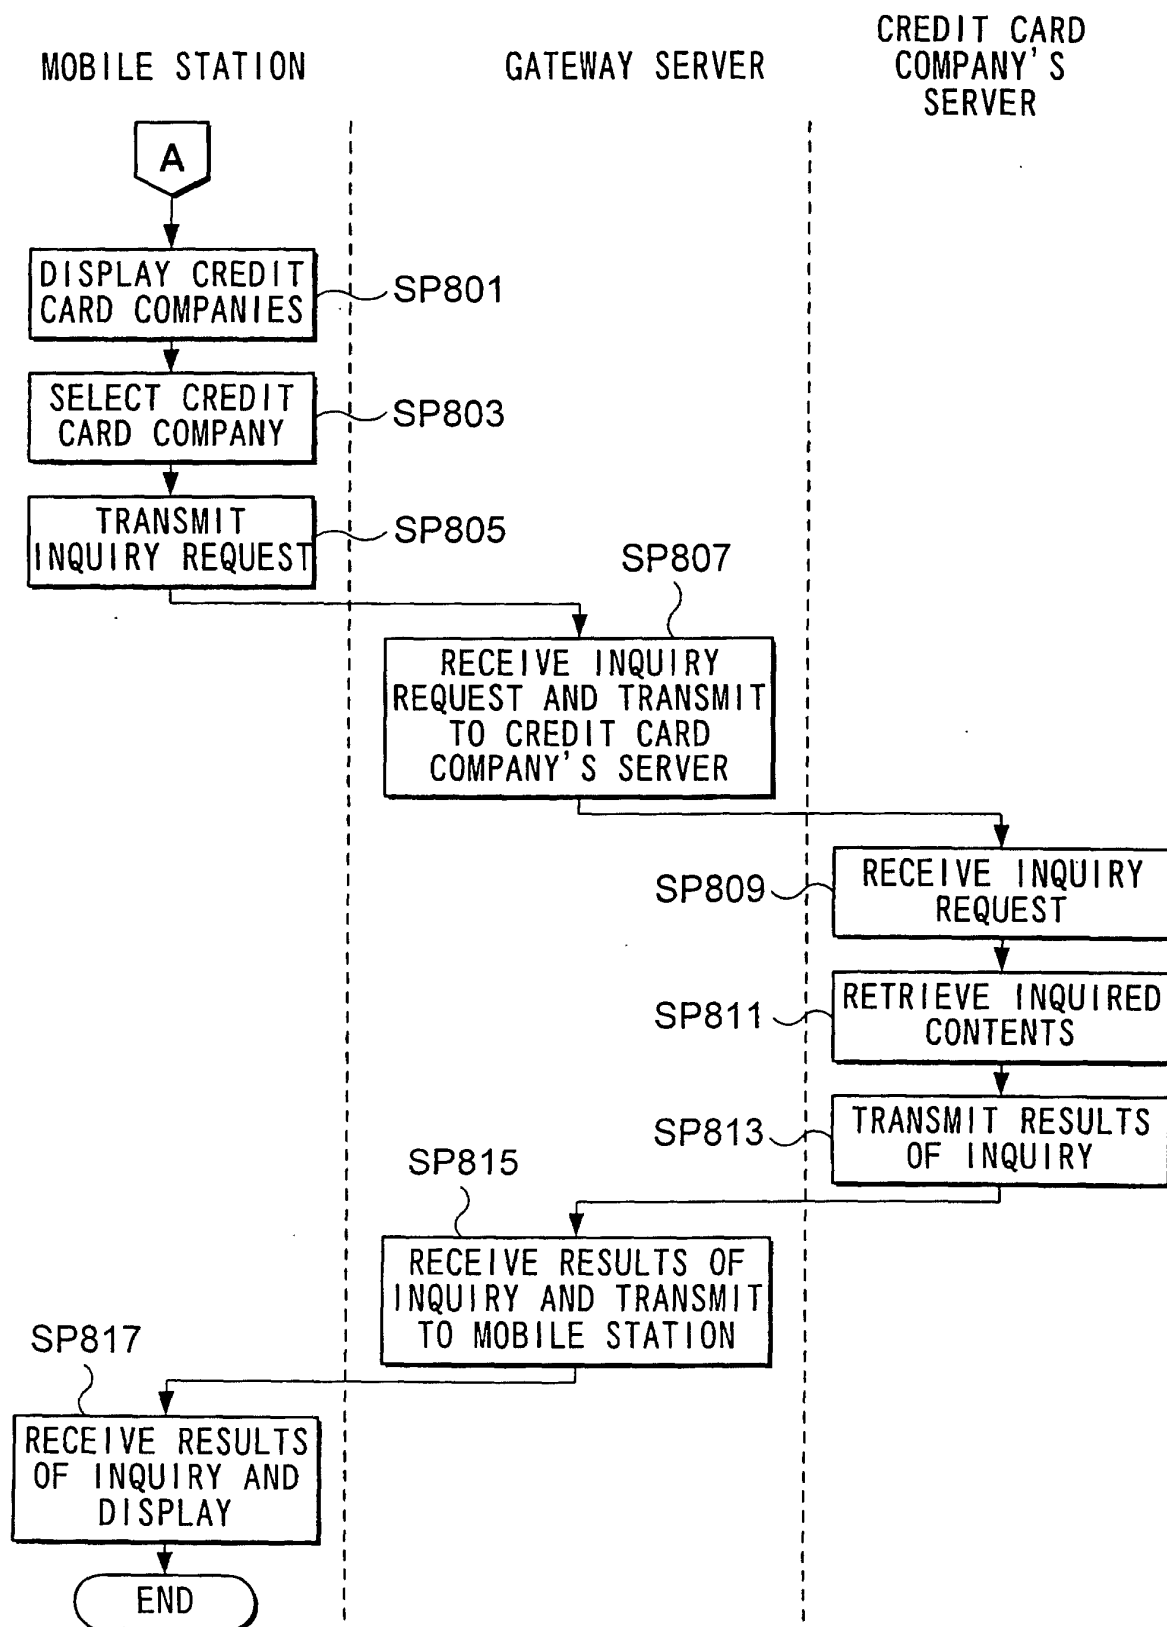 MOBILE STATION
GATEWAY SERVER
CREDIT CARD
COMPANY'S
SERVER
A
DISPLAY CREDIT
CARD COMPANIES
SP801
SELECT CREDIT
CARD COMPANY
SP803
TRANSMIT
INQUIRY REQUEST
SP805
SP807
RECEIVE INQUIRY
REQUEST AND TRANSMIT
TO CREDIT CARD
COMPANY'S SERVER
SP809
RECEIVE INQUIRY
REQUEST
SP811
RETRIEVE INQUIRED
CONTENTS
SP813
TRANSMIT RESULTS
OF INQUIRY
SP815
RECEIVE RESULTS OF
INQUIRY AND TRANSMIT
TO MOBILE STATION
SP817
RECEIVE RESULTS
OF INQUIRY AND
DISPLAY
END